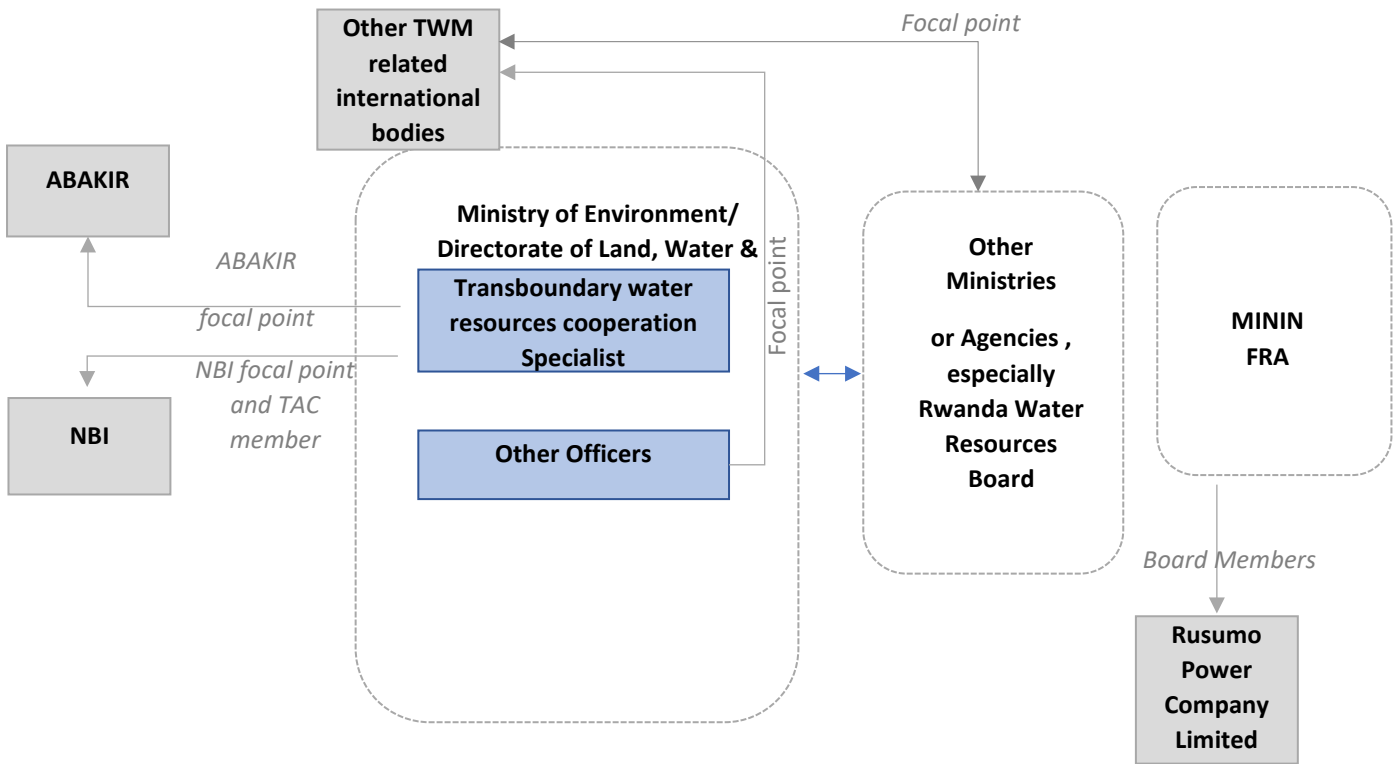 Other TWM
related
international
bodies
Focal point
ABAKIR
ABAKIR
focal point
NBI focal point
and TAC
member
NBI
Ministry of Environment/
Directorate of Land, Water &
Transboundary water
resources cooperation
Specialist
Other Officers
Focal point
Other
Ministries
or Agencies ,
especially
Rwanda Water
Resources
Board
MININ
FRA
Board Members
Rusumo
Power
Company
Limited